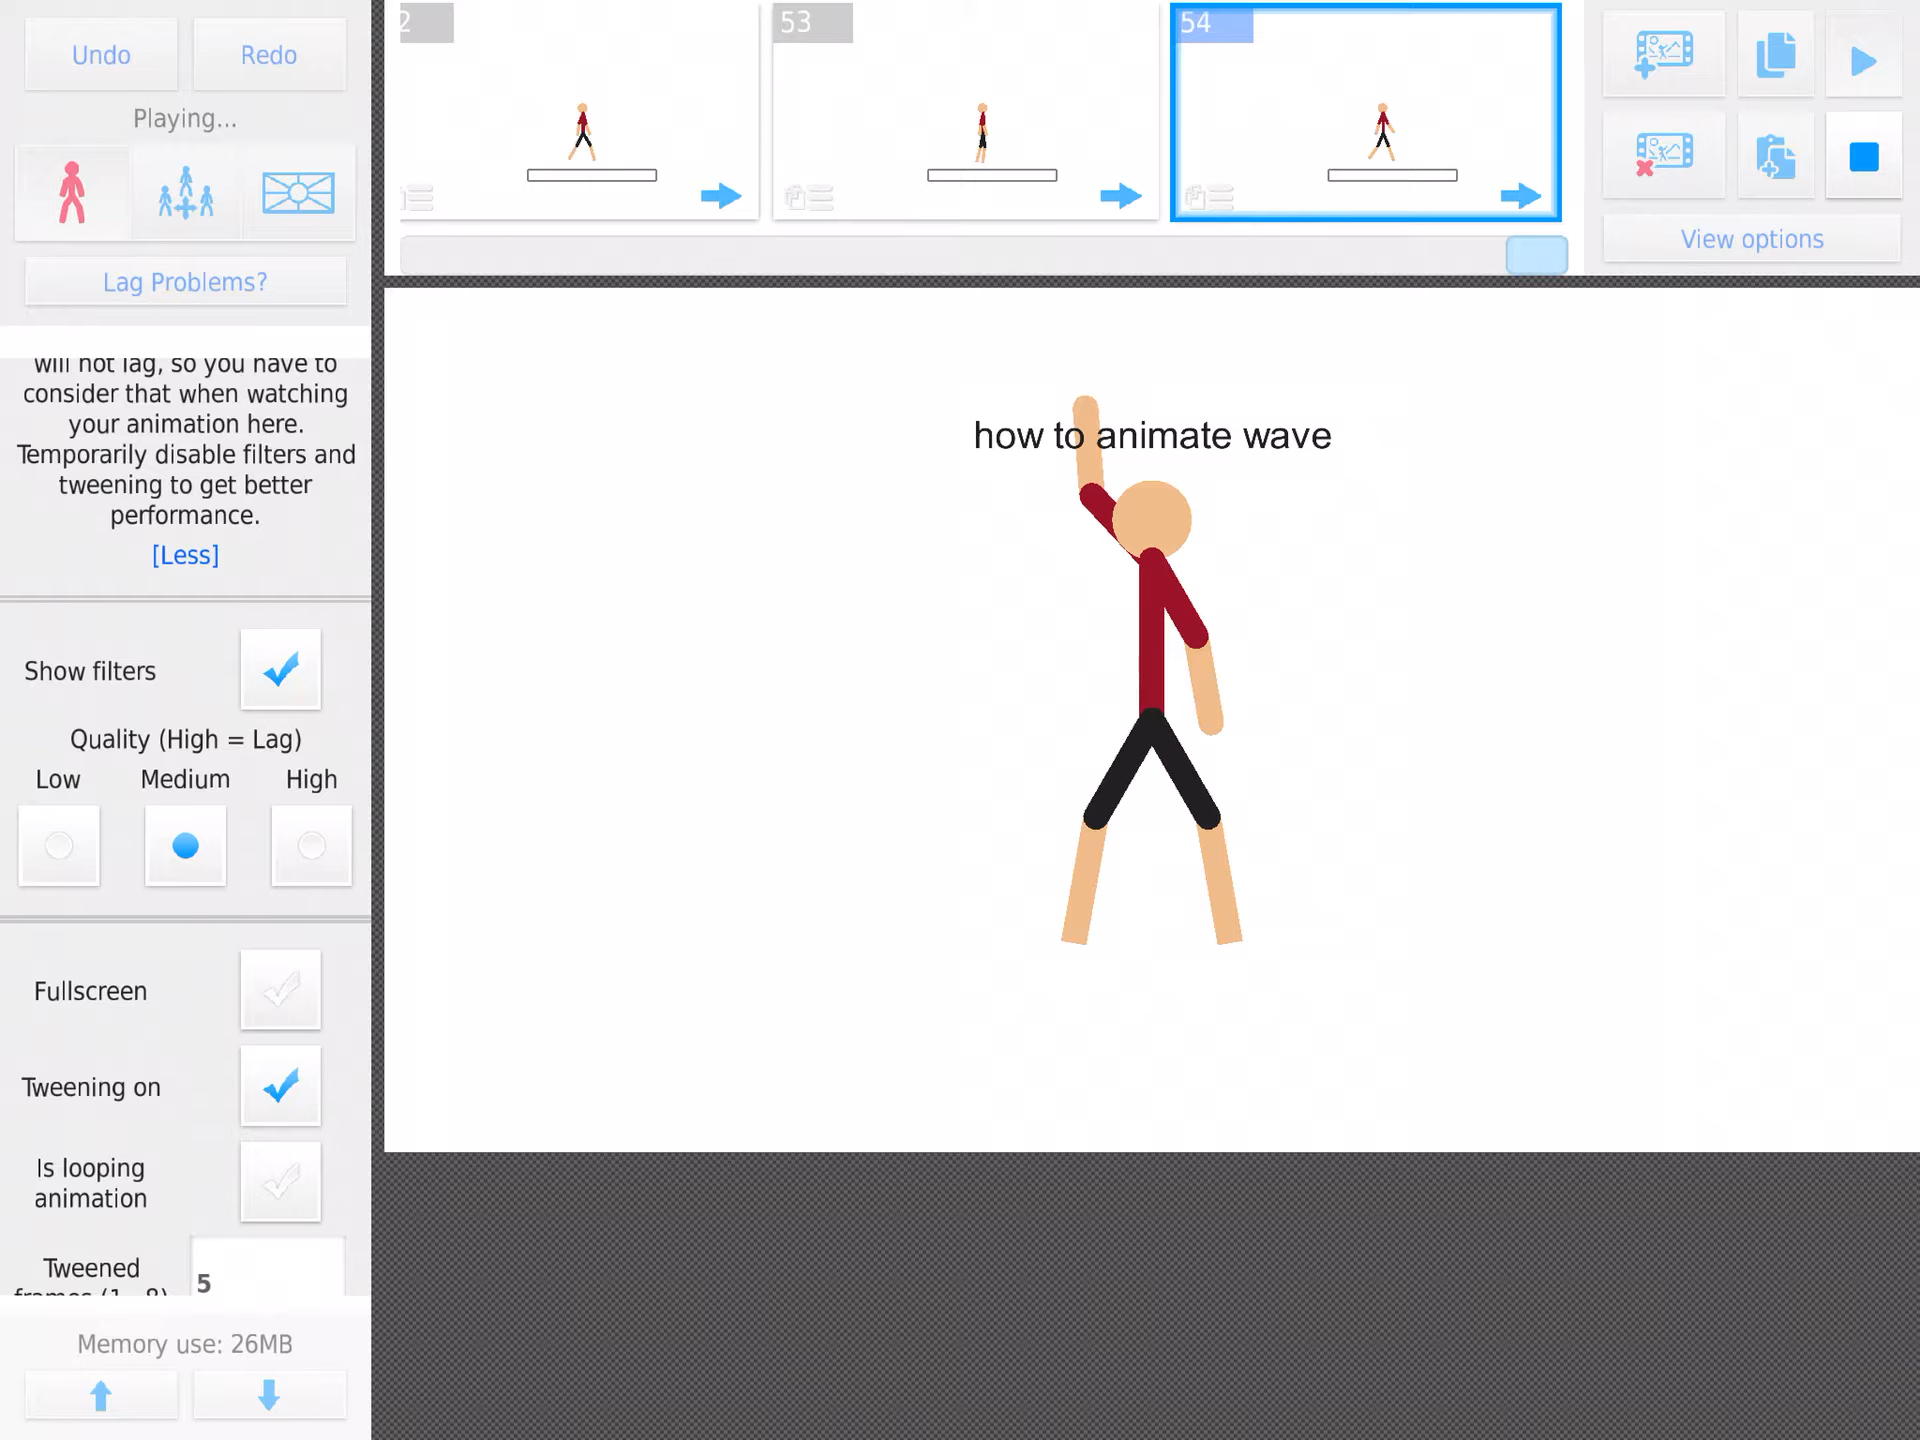 Undo
Redo
Playing...
Lag Problems?
2
53
54
View options
will not lag, so you have to
consider that when watching
your animation here.
Temporarily disable filters and
tweening to get better
performance.
[Less]
Show filters
Quality (High = Lag)
Low
Medium
High
Fullscreen
Tweening on
Is looping
animation
Tweened
frames (1 - 8)
5
Memory use: 26MB
how to animate wave